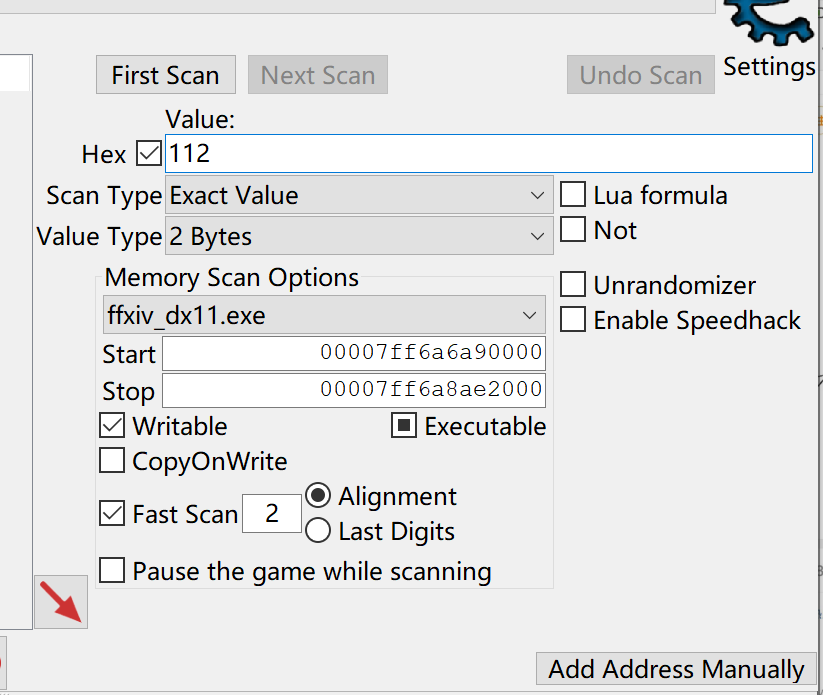 Settings
First Scan Next Scan Undo Scan
Value:
Hex 112
Scan Type Exact Value Lua formula
Value Type 2 Bytes Not
Memory Scan Options
Unrandomizer
ffxiv_dx11.exe
Enable Speedhack
Start 00007ff6a6a90000
Stop 00007ff6a8ae2000
Writable Executable
CopyOnWrite
Fast Scan 2 Alignment
Last Digits
Pause the game while scanning
Add Address Manually